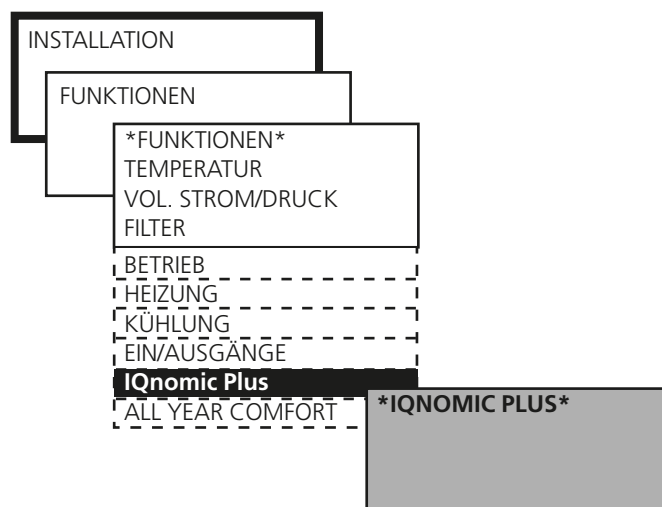 INSTALLATION
FUNKTIONEN
*FUNKTIONEN*
TEMPERATUR
VOL. STROM/DRUCK
FILTER
BETRIEB
HEIZUNG
KÜHLUNG
EIN/AUSGÄNGE
IQnomic Plus
ALL YEAR COMFORT
*IQNOMIC PLUS*